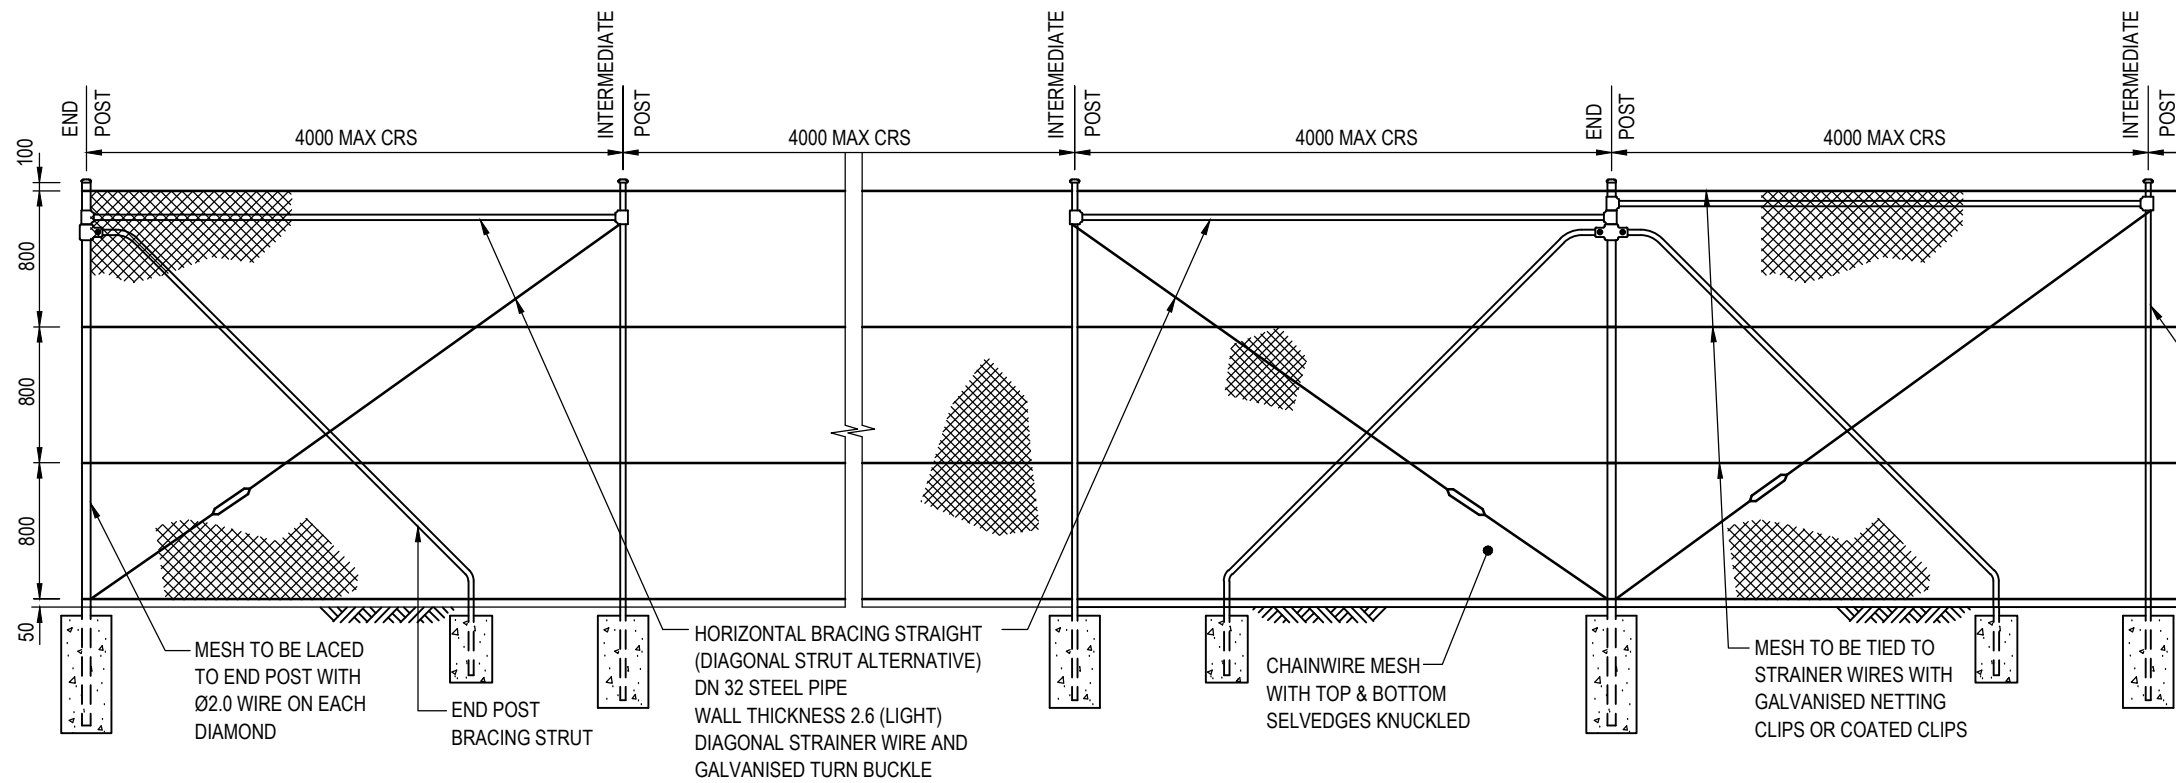 END
POST
INTERMEDIATE
POST
INTERMEDIATE
POST
END
POST
INTERMEDIATE
POST
4000 MAX CRS
4000 MAX CRS
4000 MAX CRS
4000 MAX CRS
100
800
800
800
50
MESH TO BE LACED
TO END POST WITH
Ø2.0 WIRE ON EACH
DIAMOND
END POST
BRACING STRUT
HORIZONTAL BRACING STRAIGHT
(DIAGONAL STRUT ALTERNATIVE)
DN 32 STEEL PIPE
WALL THICKNESS 2.6 (LIGHT)
DIAGONAL STRAINER WIRE AND
GALVANISED TURN BUCKLE
CHAINWIRE MESH
WITH TOP & BOTTOM
SELVEDGES KNUCKLED
MESH TO BE TIED TO
STRAINER WIRES WITH
GALVANISED NETTING
CLIPS OR COATED CLIPS